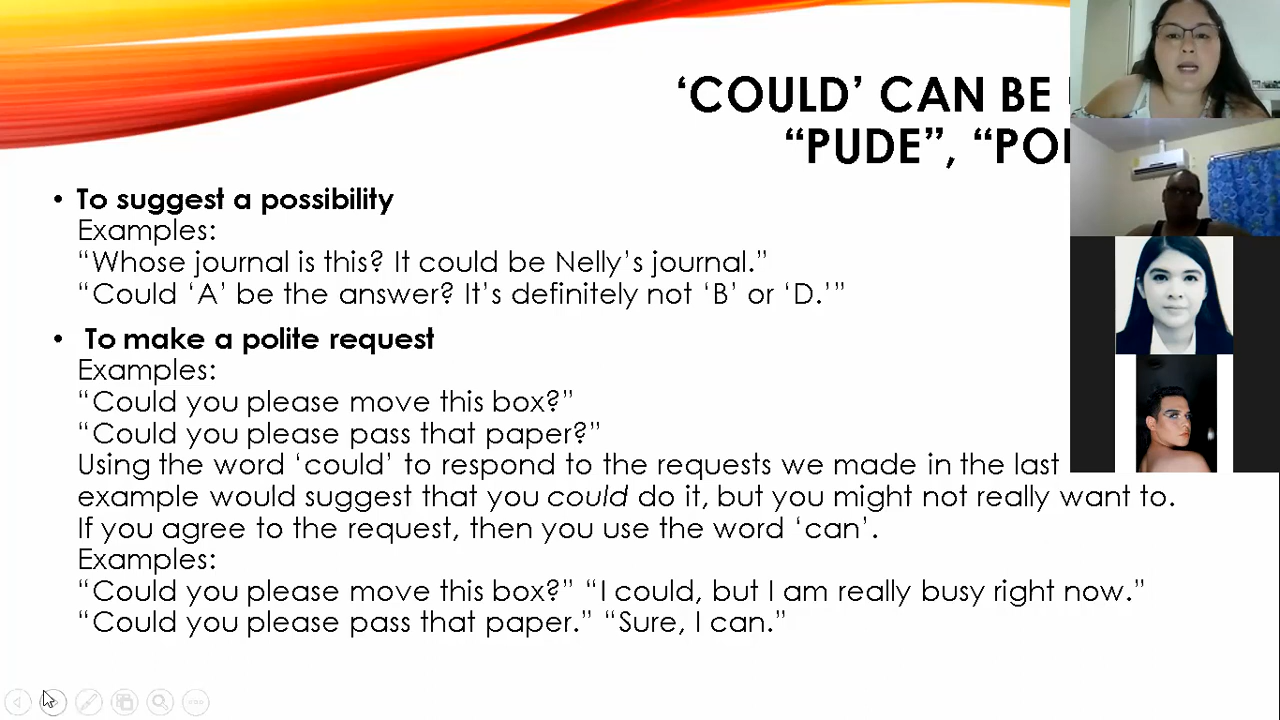 ‘COULD’ CAN BE
“PUDE”,
• To suggest a possibility
Examples:
“Whose journal is this? It could be Nelly’s journal.”
“Could ‘A’ be the answer? It’s definitely not ‘B’ or ‘D.’”
• To make a polite request
Examples:
“Could you please move this box?”
“Could you please pass that paper?”
Using the word ‘could’ to respond to the requests we made in the last
example would suggest that you could do it, but you might not really want to.
If you agree to the request, then you use the word ‘can’.
Examples:
“Could you please move this box?” “I could, but I am really busy right now.”
“Could you please pass that paper.” “Sure, I can.”